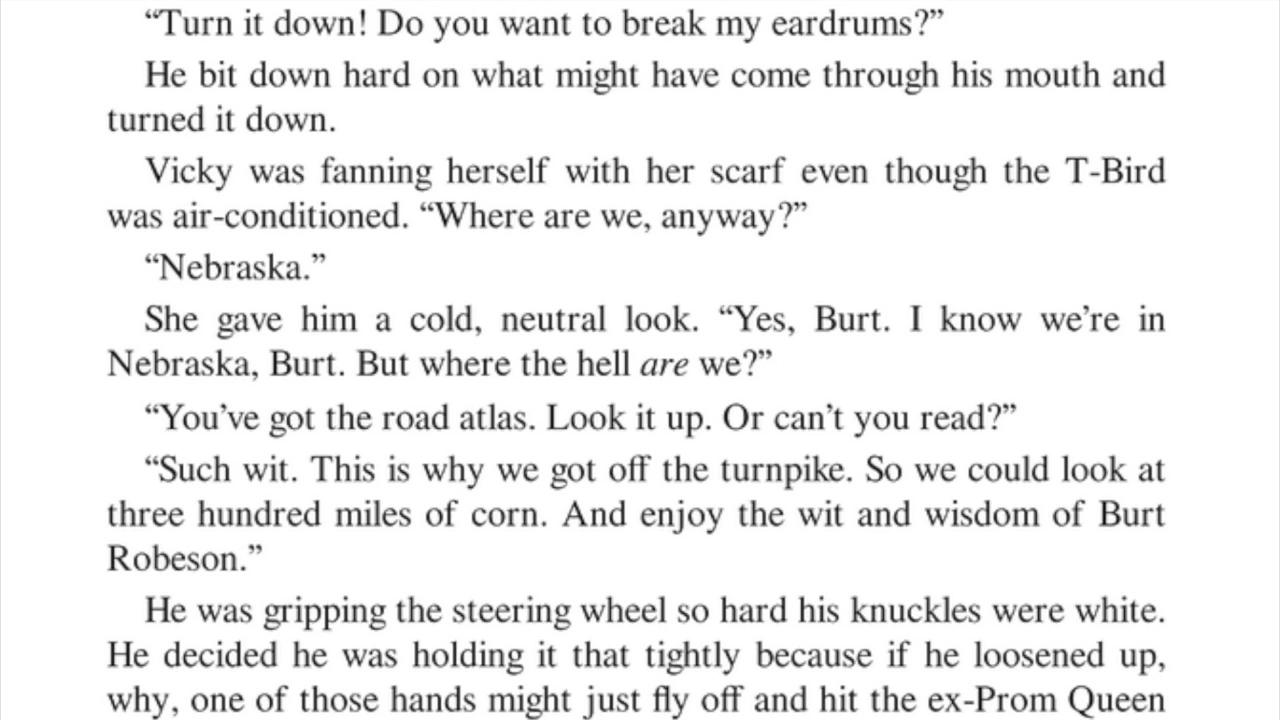 “Turn it down! Do you want to break my eardrums?”
He bit down hard on what might have come through his mouth and
turned it down.
Vicky was fanning herself with her scarf even though the T-Bird
was air-conditioned. “Where are we, anyway?”
“Nebraska.”
She gave him a cold, neutral look. “Yes, Burt. I know we’re in
Nebraska, Burt. But where the hell are we?”
“You’ve got the road atlas. Look it up. Or can’t you read?”
“Such wit. This is why we got off the turnpike. So we could look at
three hundred miles of corn. And enjoy the wit and wisdom of Burt
Robeson.”
He was gripping the steering wheel so hard his knuckles were white.
He decided he was holding it that tightly because if he loosened up,
why, one of those hands might just fly off and hit the ex-Prom Queen